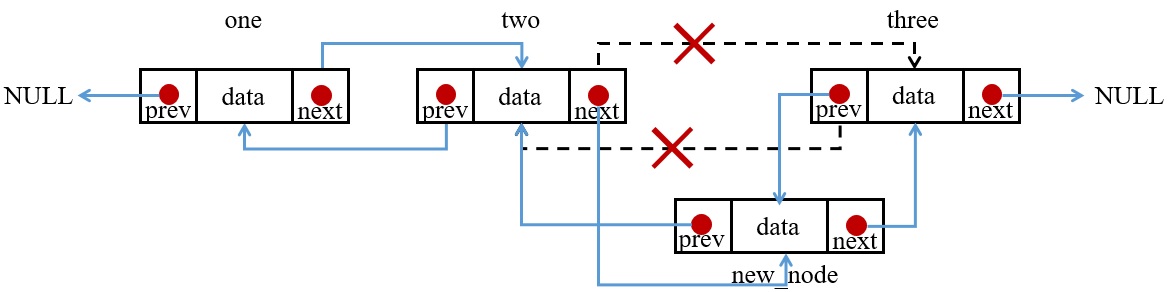 one
two
three
NULL
prev
data
next
prev
data
next
prev
data
next
NULL
prev
data
next
new_node